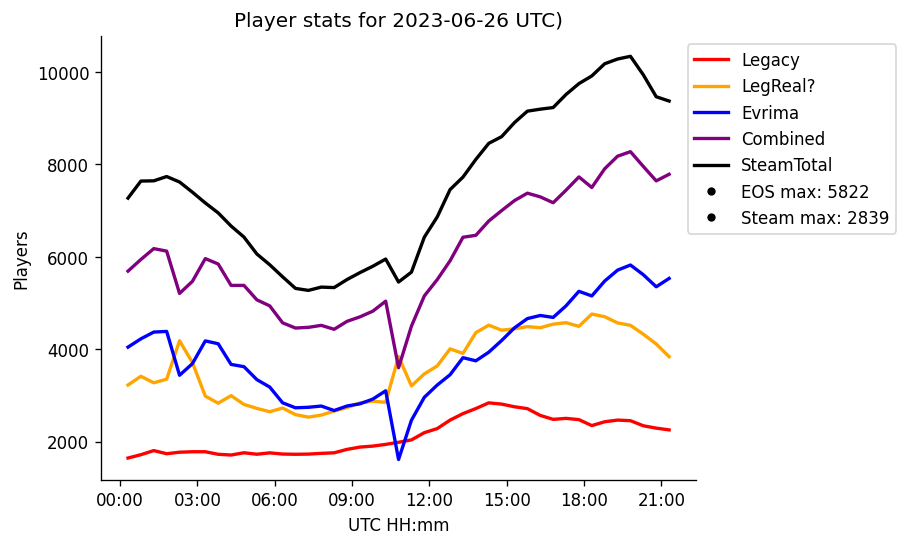 Player stats for 2023-06-26 UTC)
Players
10000
8000
6000
4000
2000
00:00 03:00 06:00 09:00 12:00 15:00 18:00 21:00
UTC HH:mm
Legacy
LegReal?
Evrima
Combined
SteamTotal
EOS max: 5822
Steam max: 2839